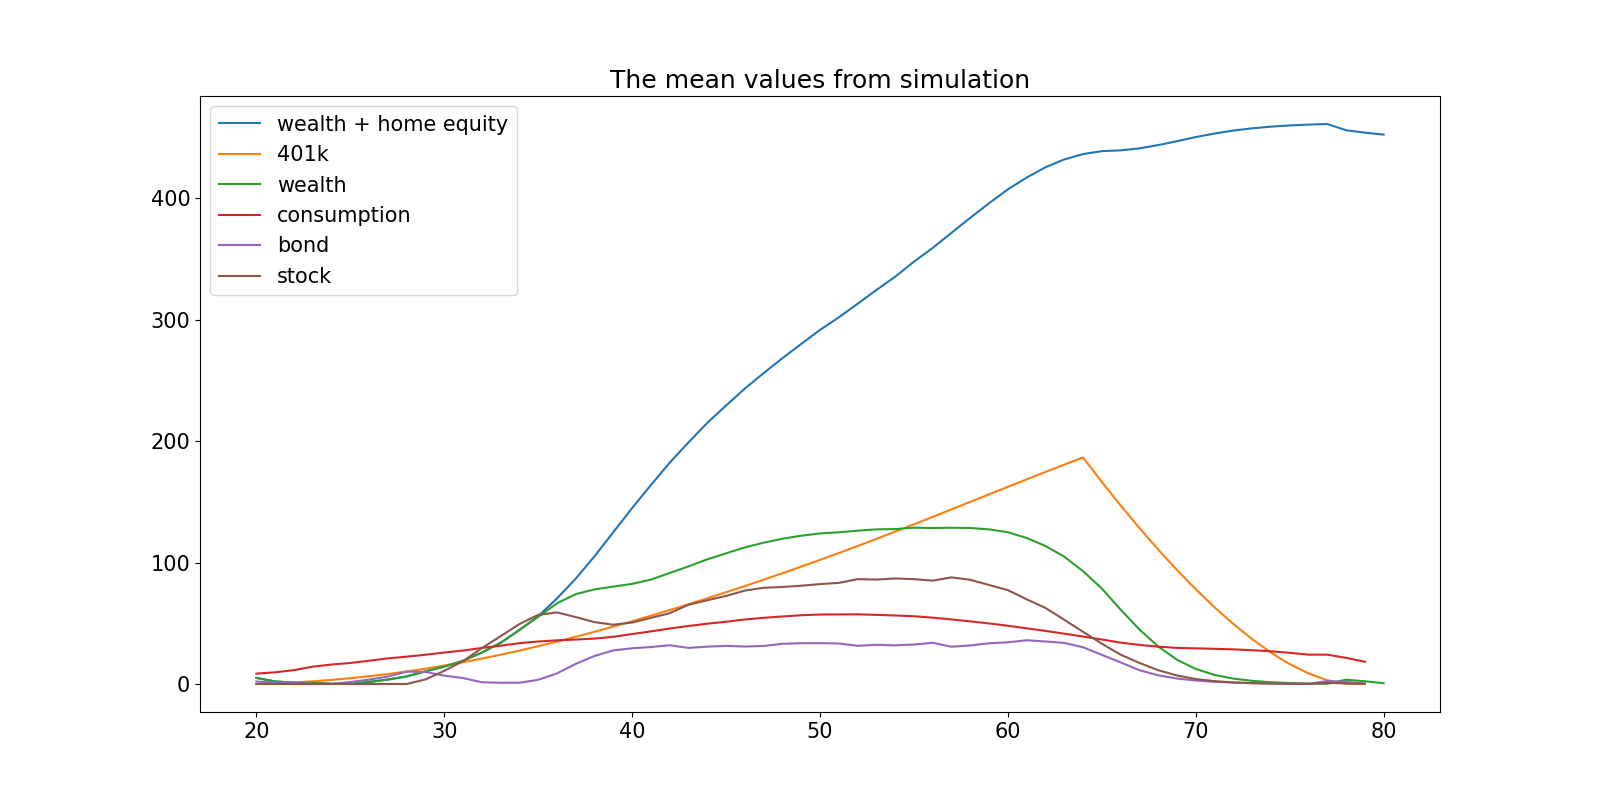 The mean values from simulation
wealth + home equity
401k
wealth
consumption
bond
stock
400
300
200
100
0
20 30 40 50 60 70 80